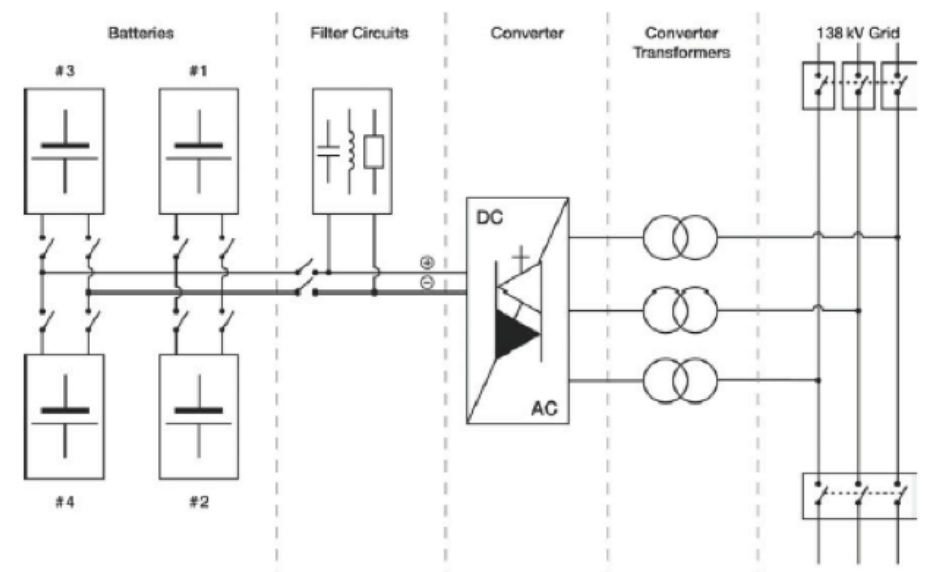 Batteries
Filter Circuits
Converter
Converter
Transformers
138 kV Grid
#3
#1
DC
+
−
AC
#4
#2